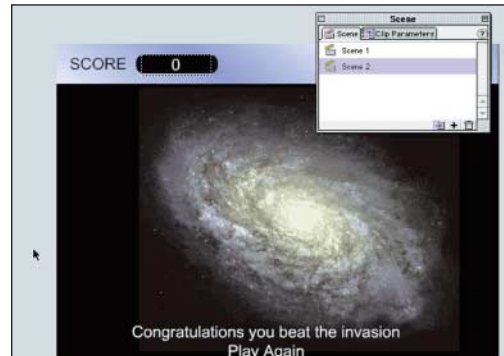 Scene
Scene
Clip Parameters
?
Scene 1
Scene 2
SCORE 0
Congratulations you beat the invasion
Play Again